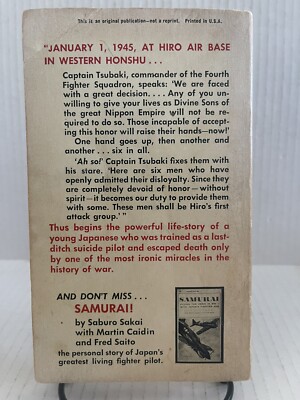 This is an original publication—not a reprint. Printed in U.S.A.
"JANUARY 1, 1945, AT HIRO AIR BASE
IN WESTERN HONSHU...
Captain Tsubaki, commander of the Fourth
Fighter Squadron, speaks: 'We are faced
with a great decision.... Any of you un-
willing to give your lives as Divine Sons of
the great Nippon Empire will not be re-
quired to do so. Those incapable of accept-
ing this honor will raise their hands—now!'
One hand goes up, then another and
another... six in all.
'Ah so!' Captain Tsubaki fixes them with
his stare. 'Here are six men who
have openly admitted their disloyalty. Since they
are completely devoid of honor—without
spirit—it becomes our duty to provide them
with some. These men shall be Hiro's first
attack group.' "
Thus begins the powerful life-story of a
young Japanese who was trained as a last-
ditch suicide pilot and escaped death only
by one of the most ironic miracles in the
history of war.
AND DON'T MISS...
SAMURAI!
by Saburo Sakai
with Martin Caidin
and Fred Saito
the personal story of Japan's
greatest living fighter pilot.
SAMURAI